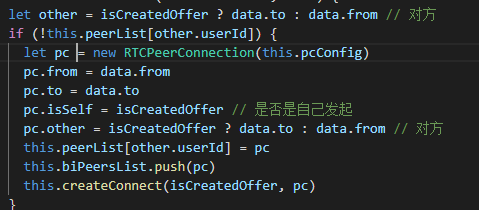 let other = isCreatedOffer ? data.to : data.from // 对方
if (!this.peerList[other.userId]) {
let pc = new RTCPeerConnection(this.pcConfig)
pc.from = data.from
pc.to = data.to
pc.isSelf = isCreatedOffer // 是否是自己发起
pc.other = isCreatedOffer ? data.to : data.from // 对方
this.peerList[other.userId] = pc
this.biPeersList.push(pc)
this.createConnect(isCreatedOffer, pc)
}